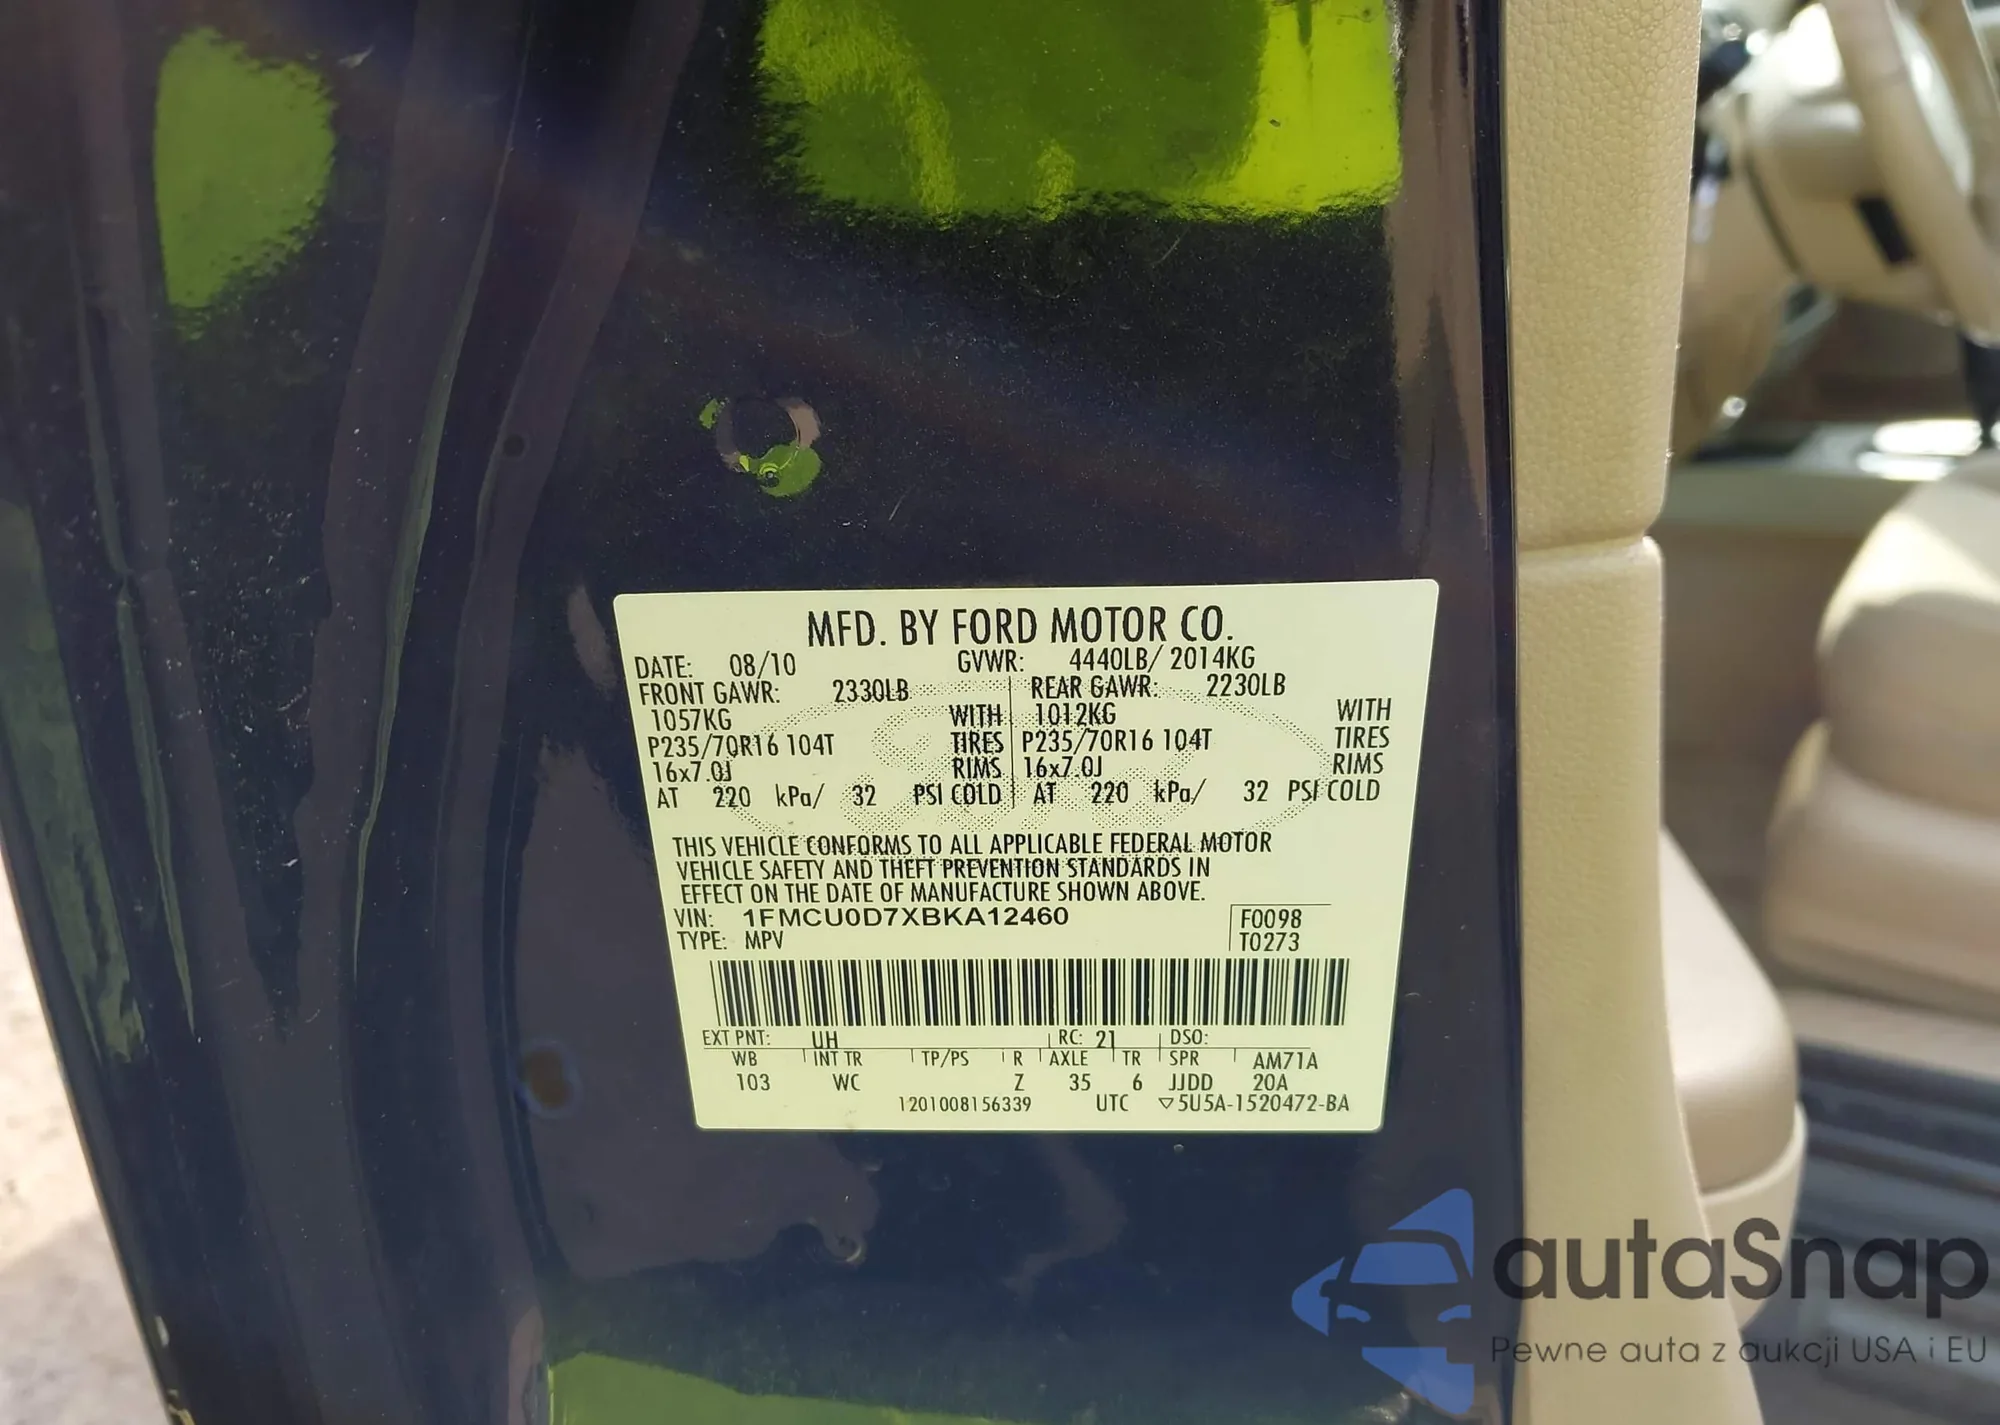 MFD. BY FORD MOTOR CO.
DATE: 08/10 GVWR: 4440LB/ 2014KG
FRONT GAWR: 2330LB REAR GAWR: 2230LB
1057KG WITH 1012KG WITH
P235/70R16 104T TIRES P235/70R16 104T TIRES
16x7.0J RIMS 16x7.0J RIMS
AT 220 kPa/ 32 PSI COLD AT 220 kPa/ 32 PSI COLD
THIS VEHICLE CONFORMS TO ALL APPLICABLE FEDERAL MOTOR
VEHICLE SAFETY AND THEFT PREVENTION STANDARDS IN
EFFECT ON THE DATE OF MANUFACTURE SHOWN ABOVE.
VIN: 1FMCU0D7XBKA12460 F0098
TYPE: MPV T0273
EXT PNT: UH RC: 21 DSO:
WB INT TR TP/PS R AXLE TR SPR AM71A
103 WC Z 35 6 JJDD 20A
1201008156339 UTC ▽5U5A-1520472-BA
autaSnap
Pewne auta z aukcji USA i EU